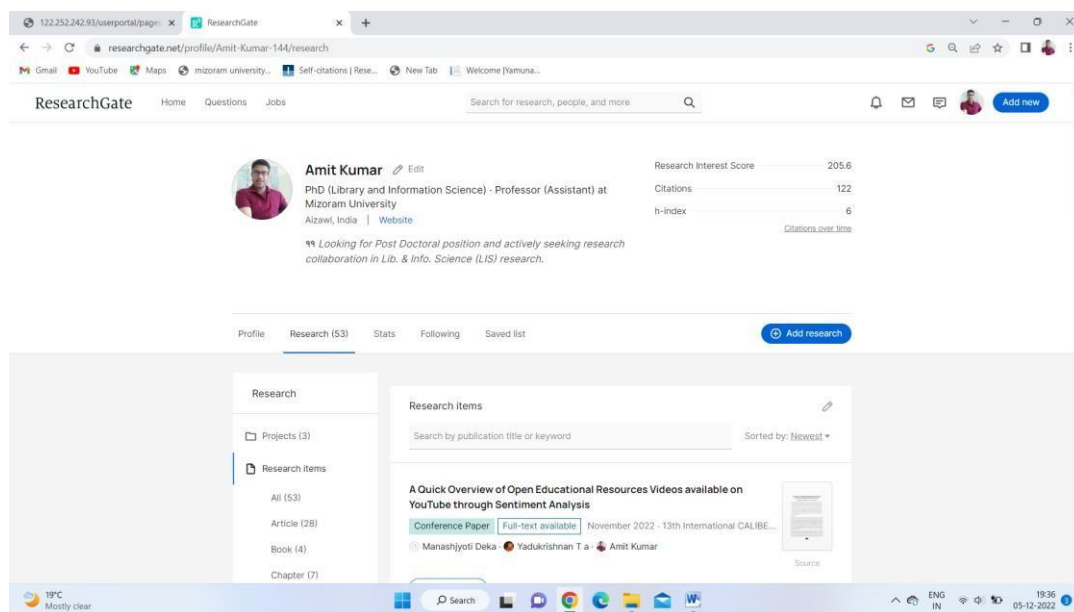 122.252.242.93/userportal/page: ResearchGate
researchgate.net/profile/Amit-Kumar-144/research
Gmail YouTube Maps mizoram university... Self-citations | Rese... New Tab Welcome |Yamuna...
ResearchGate Home Questions Jobs Search for research, people, and more Add new
Amit Kumar Edit
PhD (Library and Information Science) · Professor (Assistant) at
Mizoram University
Aizawl, India | Website
Looking for Post Doctoral position and actively seeking research
collaboration in Lib. & Info. Science (LIS) research.
Research Interest Score 205.6
Citations 122
h-index 6
Citations over time
Profile Research (53) Stats Following Saved list Add research
Research
Projects (3)
Research items
All (53)
Article (28)
Book (4)
Chapter (7)
Research items
Search by publication title or keyword Sorted by: Newest
A Quick Overview of Open Educational Resources Videos available on
YouTube through Sentiment Analysis
Conference Paper Full-text available November 2022 · 13th International CALIBE...
Manashjyoti Deka · Yadukrishnan T a · Amit Kumar
Source
19°C
Mostly clear
Search
W
ENG
IN
19:36
05-12-2022
3